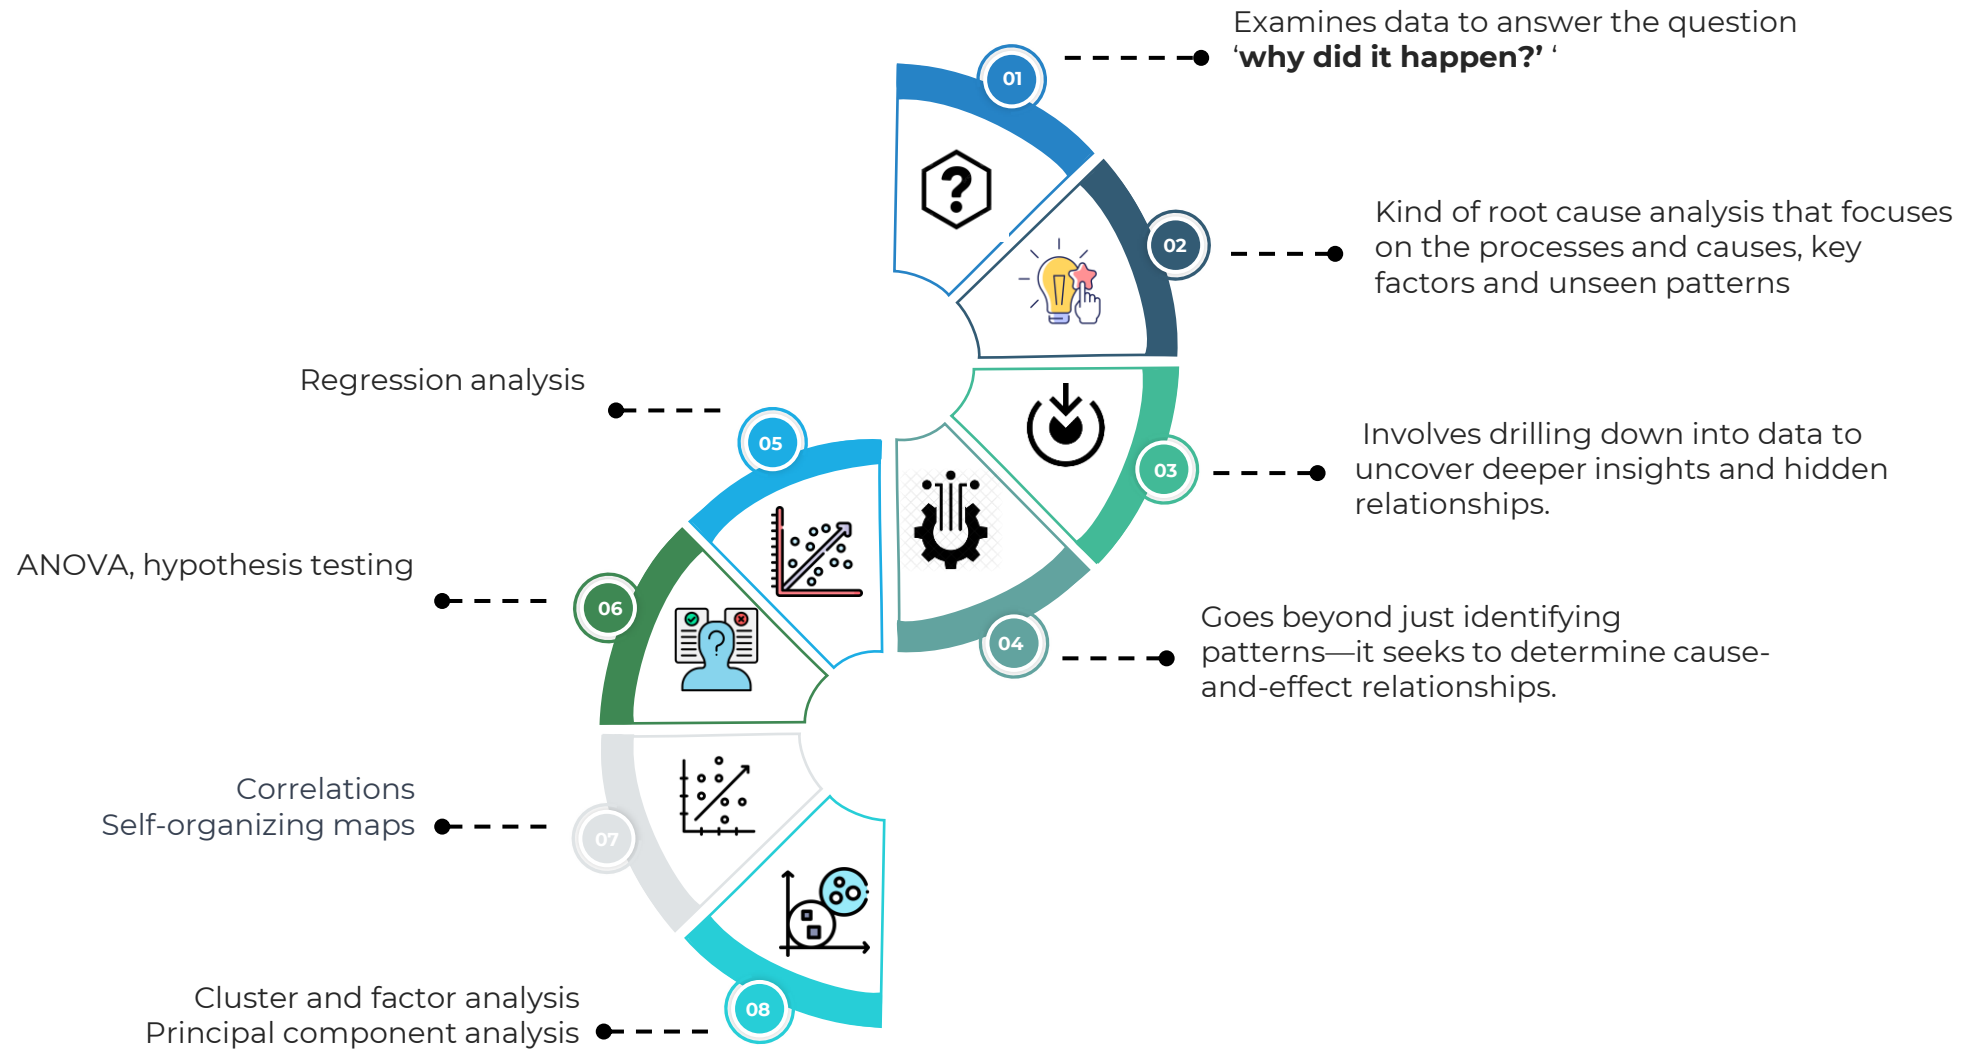 01
Examines data to answer the question
‘why did it happen?’ ‘
02
Kind of root cause analysis that focuses
on the processes and causes, key
factors and unseen patterns
03
Involves drilling down into data to
uncover deeper insights and hidden
relationships.
04
Goes beyond just identifying
patterns—it seeks to determine cause-
and-effect relationships.
Regression analysis
05
ANOVA, hypothesis testing
06
Correlations
Self-organizing maps
07
Cluster and factor analysis
Principal component analysis
08